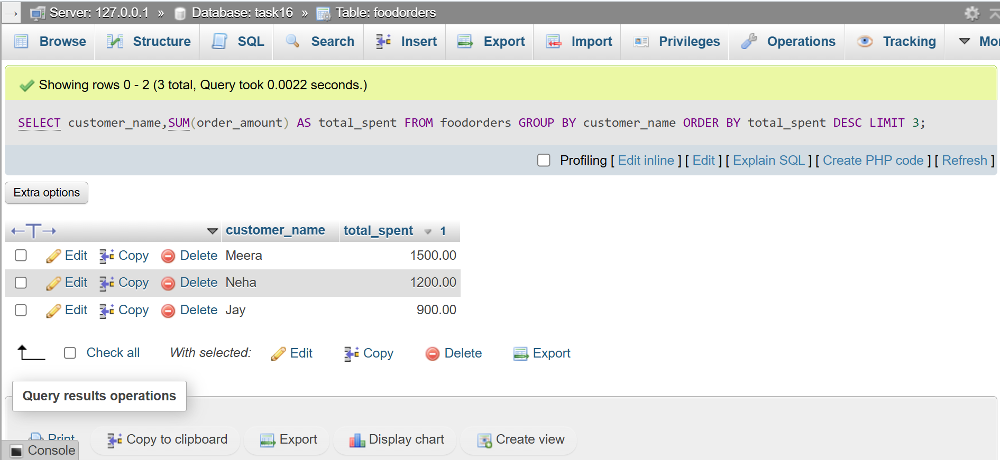 → Server: 127.0.0.1 » Database: task16 » Table: foodorders
Browse Structure SQL Search Insert Export Import Privileges Operations Tracking
Showing rows 0 - 2 (3 total, Query took 0.0022 seconds.)
SELECT customer_name,SUM(order_amount) AS total_spent FROM foodorders GROUP BY customer_name ORDER BY total_spent DESC LIMIT 3;
Profiling [ Edit inline ] [ Edit ] [ Explain SQL ] [ Create PHP code ] [ Refresh ]
Extra options
←T→ customer_name total_spent 1
Edit Copy Delete Meera 1500.00
Edit Copy Delete Neha 1200.00
Edit Copy Delete Jay 900.00
Check all With selected: Edit Copy Delete Export
Query results operations
Print Copy to clipboard Export Display chart Create view
Console